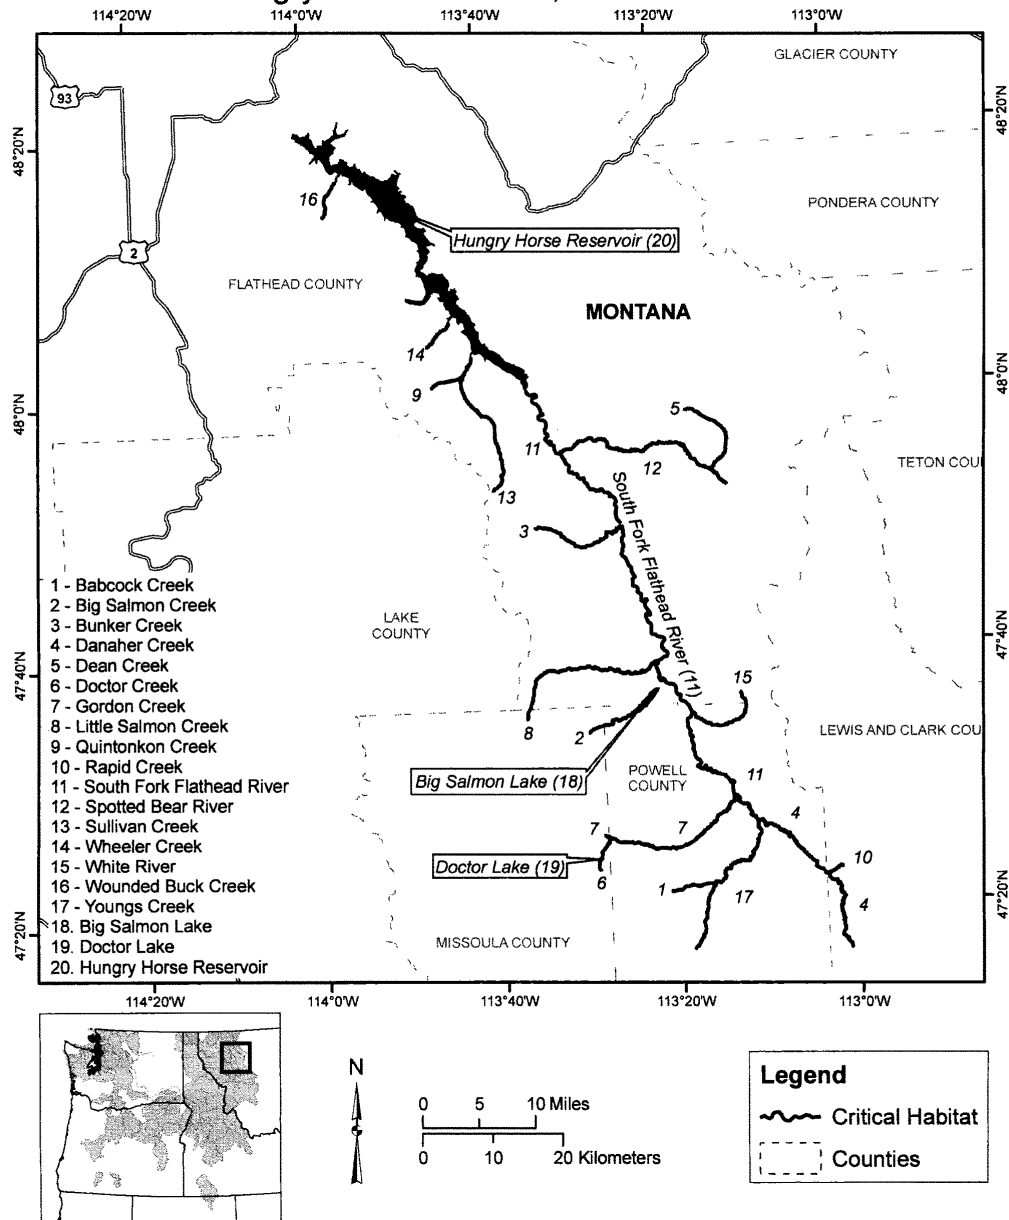 114°20'W 114°0'W 113°40'W 113°20'W 113°0'W
GLACIER COUNTY
93
48°20'N
48°20'N
16
PONDERA COUNTY
Hungry Horse Reservoir (20)
2
FLATHEAD COUNTY
MONTANA
14
48°0'N
9
5
48°0'N
11
12
TETON COU
13
South Fork Flathead River (11)
3
1 - Babcock Creek
2 - Big Salmon Creek
3 - Bunker Creek
4 - Danaher Creek
5 - Dean Creek
6 - Doctor Creek
7 - Gordon Creek
8 - Little Salmon Creek
9 - Quintonkon Creek
10 - Rapid Creek
11 - South Fork Flathead River
12 - Spotted Bear River
13 - Sullivan Creek
14 - Wheeler Creek
15 - White River
16 - Wounded Buck Creek
17 - Youngs Creek
18. Big Salmon Lake
19. Doctor Lake
20. Hungry Horse Reservoir
LAKE
COUNTY
47°40'N
47°40'N
15
8
2
LEWIS AND CLARK COU
Big Salmon Lake (18)
POWELL
COUNTY
11
4
7
7
10
Doctor Lake (19)
6
1
17
4
47°20'N
47°20'N
MISSOULA COUNTY
114°20'W 114°0'W 113°40'W 113°20'W 113°0'W
N
0 5 10 Miles
0 10 20 Kilometers
Legend
Critical Habitat
Counties